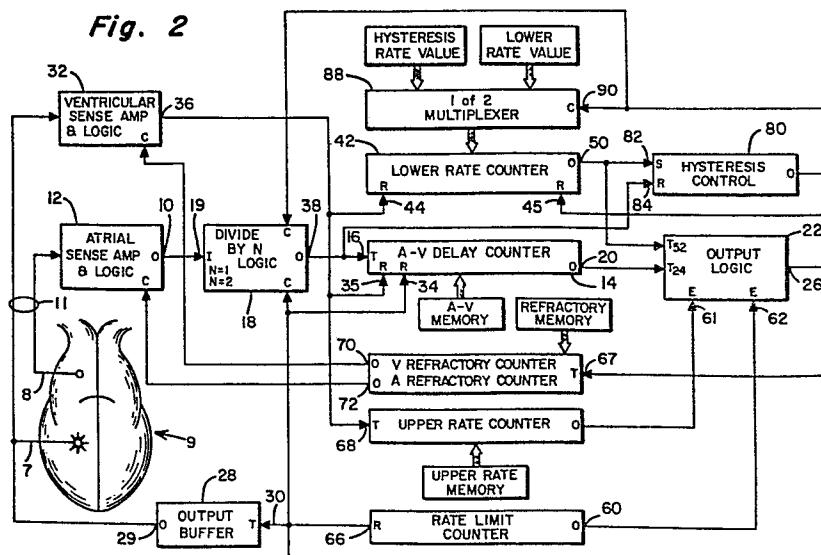 Fig. 2
HYSTERESIS
RATE VALUE
LOWER
RATE VALUE
32
VENTRICULAR
SENSE AMP
& LOGIC
C
36
88
1 of 2
MULTIPLEXER
C
90
42
LOWER RATE COUNTER
O
R
R
50
44
45
82
S
R
84
HYSTERESIS
CONTROL
O
80
12
ATRIAL
SENSE AMP
& LOGIC
O
C
10
19
DIVIDE
BY N
LOGIC
C
I
O
N=1
N=2
C
18
38
16
T
A-V DELAY COUNTER
R
R
O
35
34
20
14
T52
T24
OUTPUT
LOGIC
E
E
22
26
61
62
11
A-V
MEMORY
REFRACTORY
MEMORY
8
9
7
70
O
V REFRACTORY COUNTER
O
A REFRACTORY COUNTER
T
72
67
T
UPPER RATE COUNTER
O
68
UPPER RATE
MEMORY
28
O
OUTPUT
BUFFER
T
29
30
R
RATE LIMIT
COUNTER
O
66
60